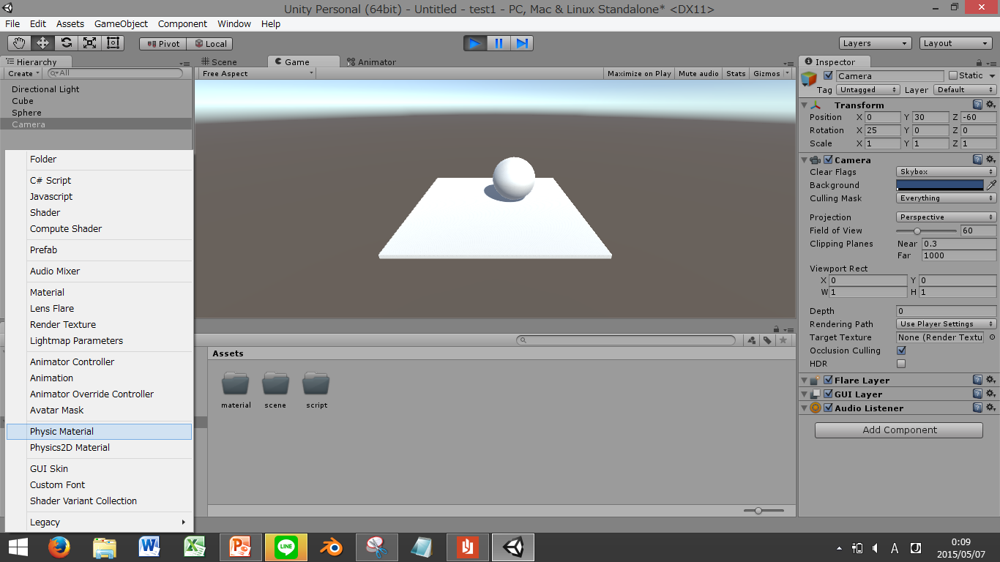 Unity Personal (64bit) - Untitled - test1 - PC, Mac & Linux Standalone* <DX11>
File Edit Assets GameObject Component Window Help
Pivot Local Layers Layout
Hierarchy
Create All
Directional Light
Cube
Sphere
Camera
Folder
C# Script
Javascript
Shader
Compute Shader
Prefab
Audio Mixer
Material
Lens Flare
Render Texture
Lightmap Parameters
Animator Controller
Animation
Animator Override Controller
Avatar Mask
Physic Material
Physics2D Material
GUI Skin
Custom Font
Shader Variant Collection
Legacy
Scene Game Animator
Free Aspect Maximize on Play Mute audio Stats Gizmos
Assets
material scene script
Inspector
Camera Static
Tag Untagged Layer Default
Transform
Position X 0 Y 30 Z -60
Rotation X 25 Y 0 Z 0
Scale X 1 Y 1 Z 1
Camera
Clear Flags Skybox
Background
Culling Mask Everything
Projection Perspective
Field of View 60
Clipping Planes Near 0.3
Far 1000
Viewport Rect
X 0 Y 0
W 1 H 1
Depth 0
Rendering Path Use Player Settings
Target Texture None (Render Textu
Occlusion Culling
HDR
Flare Layer
GUI Layer
Audio Listener
Add Component
LINE
A J
0:09
2015/05/07